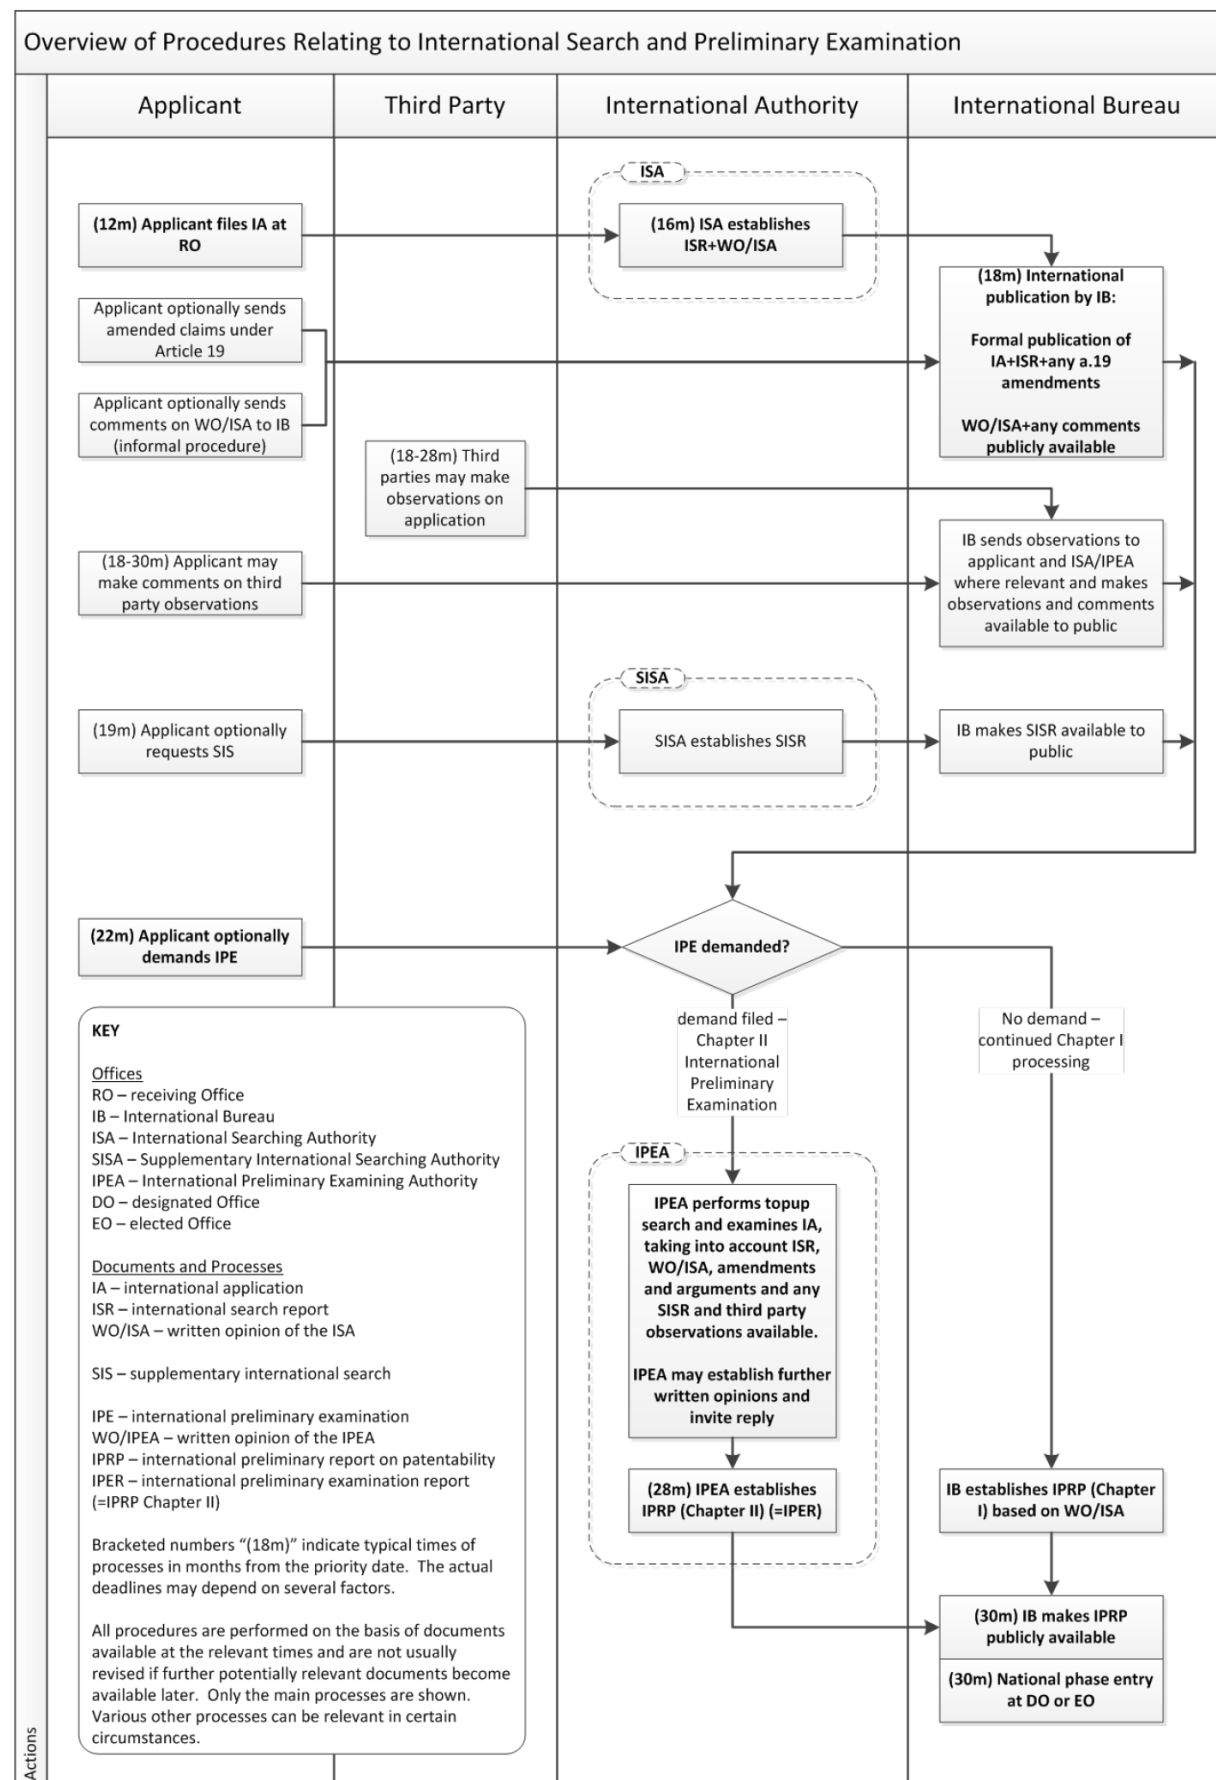 Overview of Procedures Relating to International Search and Preliminary Examination
Applicant
Third Party
International Authority
International Bureau
ISA
(12m) Applicant files IA at
RO
(16m) ISA establishes
ISR+WO/ISA
(18m) International
publication by IB:
Formal publication of
IA+ISR+any a.19
amendments
WO/ISA+any comments
publicly available
Applicant optionally sends
amended claims under
Article 19
Applicant optionally sends
comments on WO/ISA to IB
(informal procedure)
(18-28m) Third
parties may make
observations on
application
IB sends observations to
applicant and ISA/IPEA
where relevant and makes
observations and comments
available to public
(18-30m) Applicant may
make comments on third
party observations
SISA
(19m) Applicant optionally
requests SIS
SISA establishes SISR
IB makes SISR available to
public
(22m) Applicant optionally
demands IPE
IPE demanded?
demand filed –
Chapter II
International
Preliminary
Examination
No demand –
continued Chapter I
processing
KEY
Offices
RO – receiving Office
IB – International Bureau
ISA – International Searching Authority
SISA – Supplementary International Searching Authority
IPEA – International Preliminary Examining Authority
DO – designated Office
EO – elected Office
Documents and Processes
IA – international application
ISR – international search report
WO/ISA – written opinion of the ISA
SIS – supplementary international search
IPE – international preliminary examination
WO/IPEA – written opinion of the IPEA
IPRP – international preliminary report on patentability
IPER – international preliminary examination report
(=IPRP Chapter II)
Bracketed numbers “(18m)” indicate typical times of
processes in months from the priority date.  The actual
deadlines may depend on several factors.
All procedures are performed on the basis of documents
available at the relevant times and are not usually
revised if further potentially relevant documents become
available later.  Only the main processes are shown.
Various other processes can be relevant in certain
circumstances.
IPEA
IPEA performs topup
search and examines IA,
taking into account ISR,
WO/ISA, amendments
and arguments and any
SISR and third party
observations available.
IPEA may establish further
written opinions and
invite reply
(28m) IPEA establishes
IPRP (Chapter II) (=IPER)
IB establishes IPRP (Chapter
I) based on WO/ISA
(30m) IB makes IPRP
publicly available
(30m) National phase entry
at DO or EO
Actions